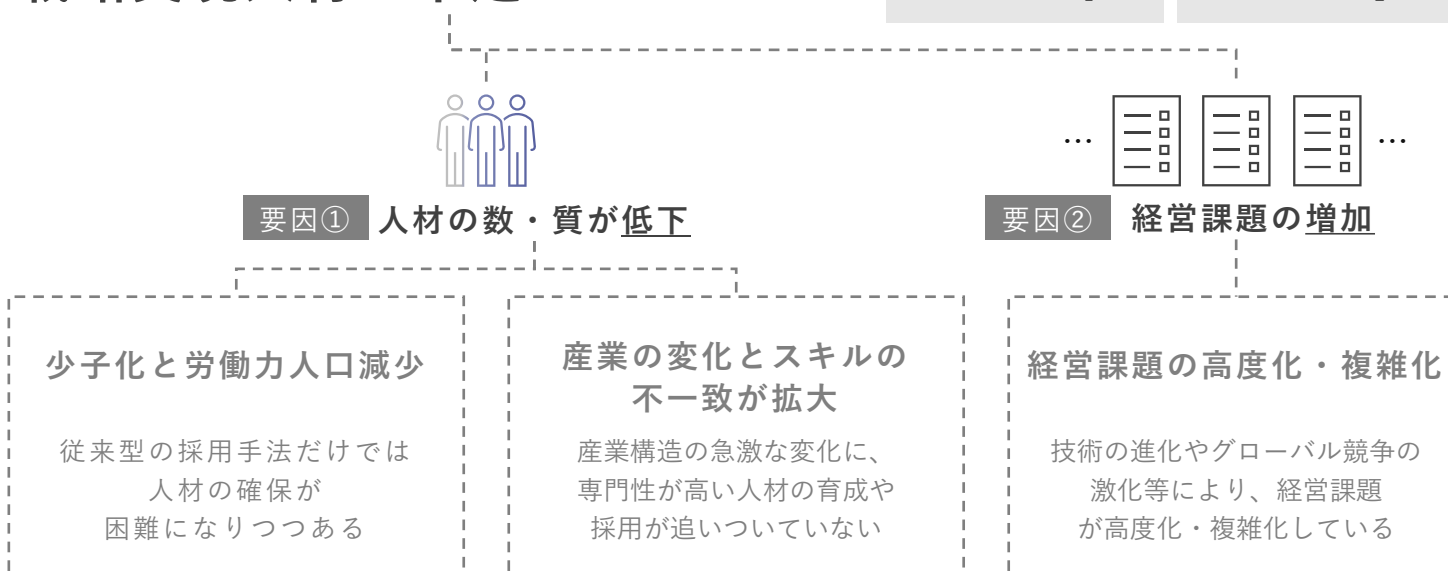 …
…
要因① 人材の数・質が低下
要因② 経営課題の増加
少子化と労働力人口減少
従来型の採用手法だけでは
人材の確保が
困難になりつつある
産業の変化とスキルの
不一致が拡大
産業構造の急激な変化に、
専門性が高い人材の育成や
採用が追いついていない
経営課題の高度化・複雑化
技術の進化やグローバル競争の
激化等により、経営課題
が高度化・複雑化している